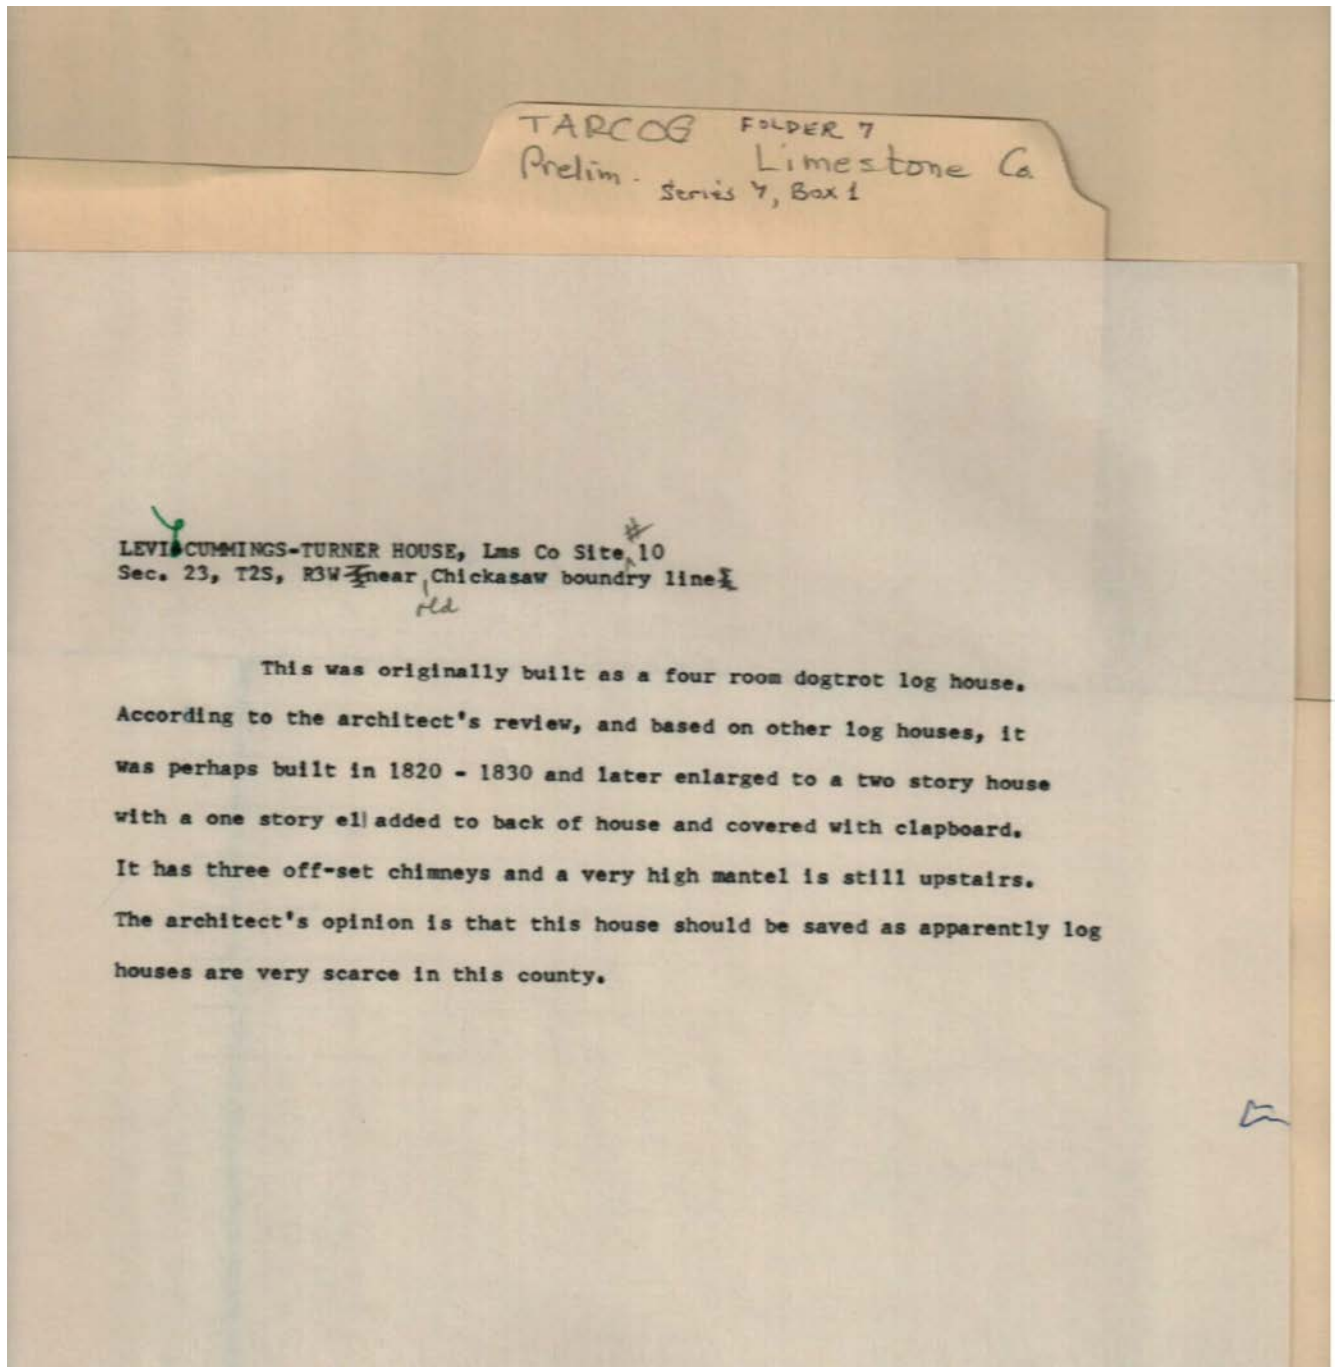 TARCOG FOLDER 7
Prelim. Limestone Co.
Series 7, Box 1
#
LEVI CUMMINGS-TURNER HOUSE, Lms Co Site 10
Sec. 23, T2S, R3W near Chickasaw boundry line
old
This was originally built as a four room dogtrot log house.
According to the architect's review, and based on other log houses, it
was perhaps built in 1820 - 1830 and later enlarged to a two story house
with a one story ell added to back of house and covered with clapboard.
It has three off-set chimneys and a very high mantel is still upstairs.
The architect's opinion is that this house should be saved as apparently log
houses are very scarce in this county.